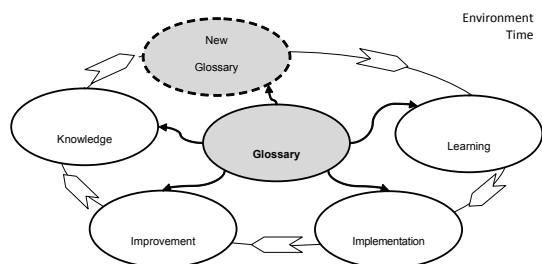 Environment
Time
New
Glossary
Knowledge
Glossary
Learning
Improvement
Implementation